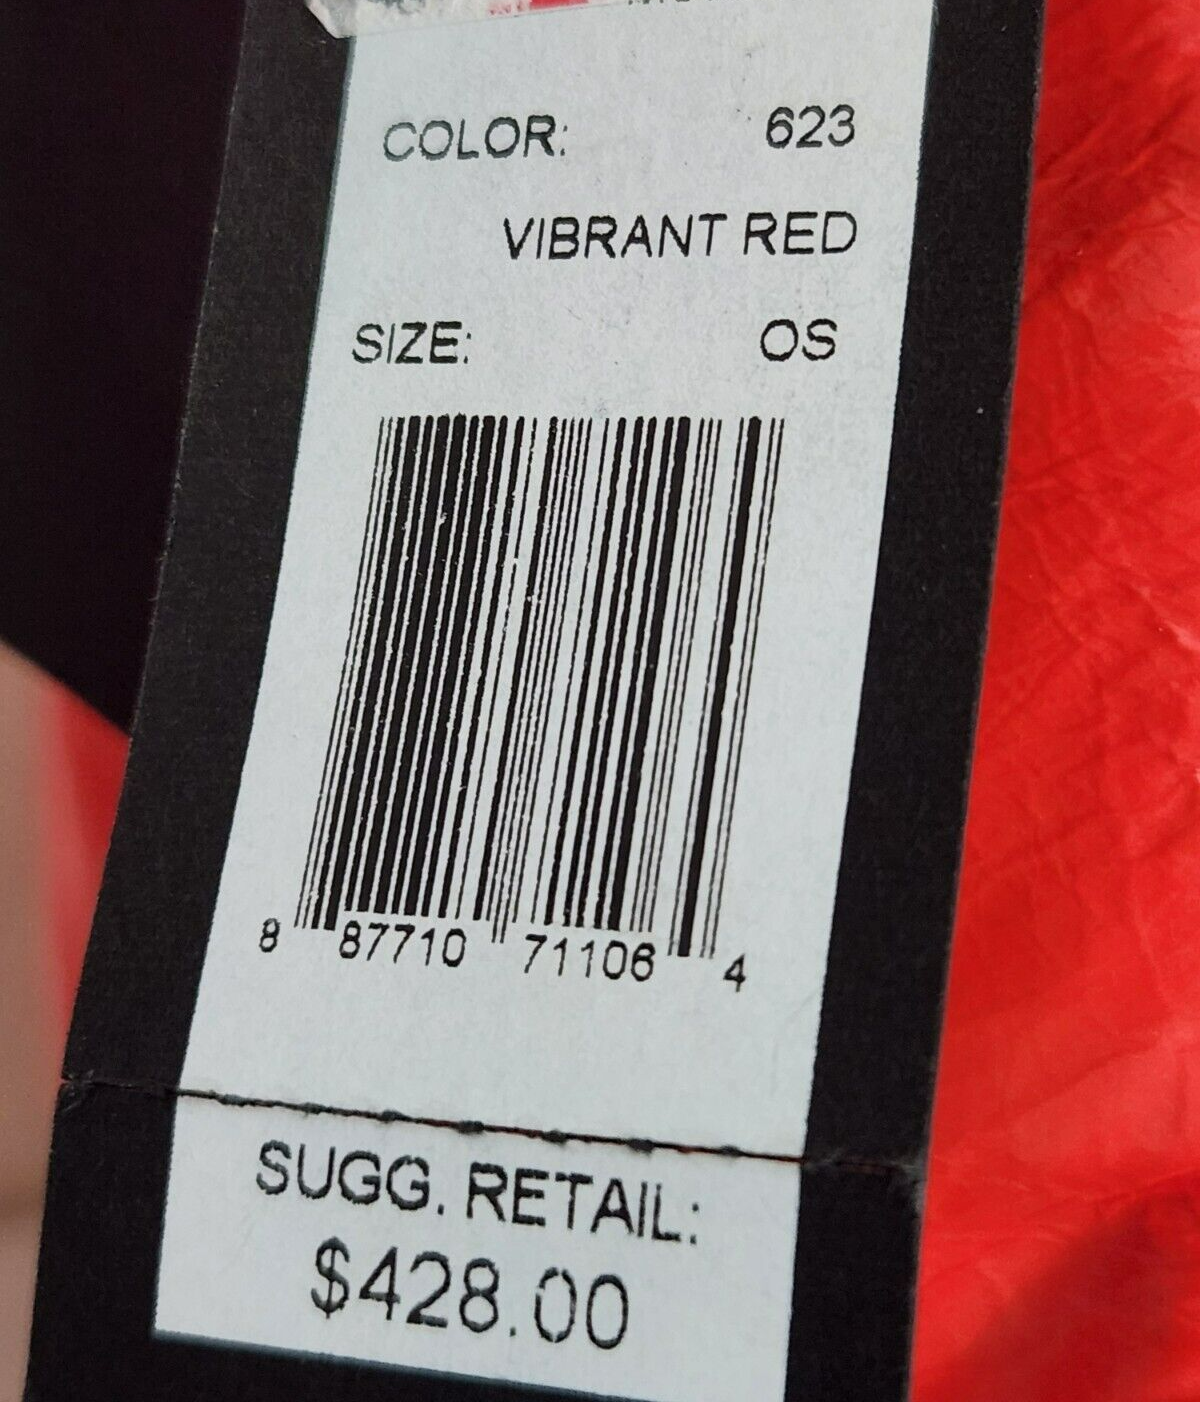 COLOR: 623
VIBRANT RED
SIZE: OS
8 87710 71106 4
SUGG. RETAIL:
$428.00